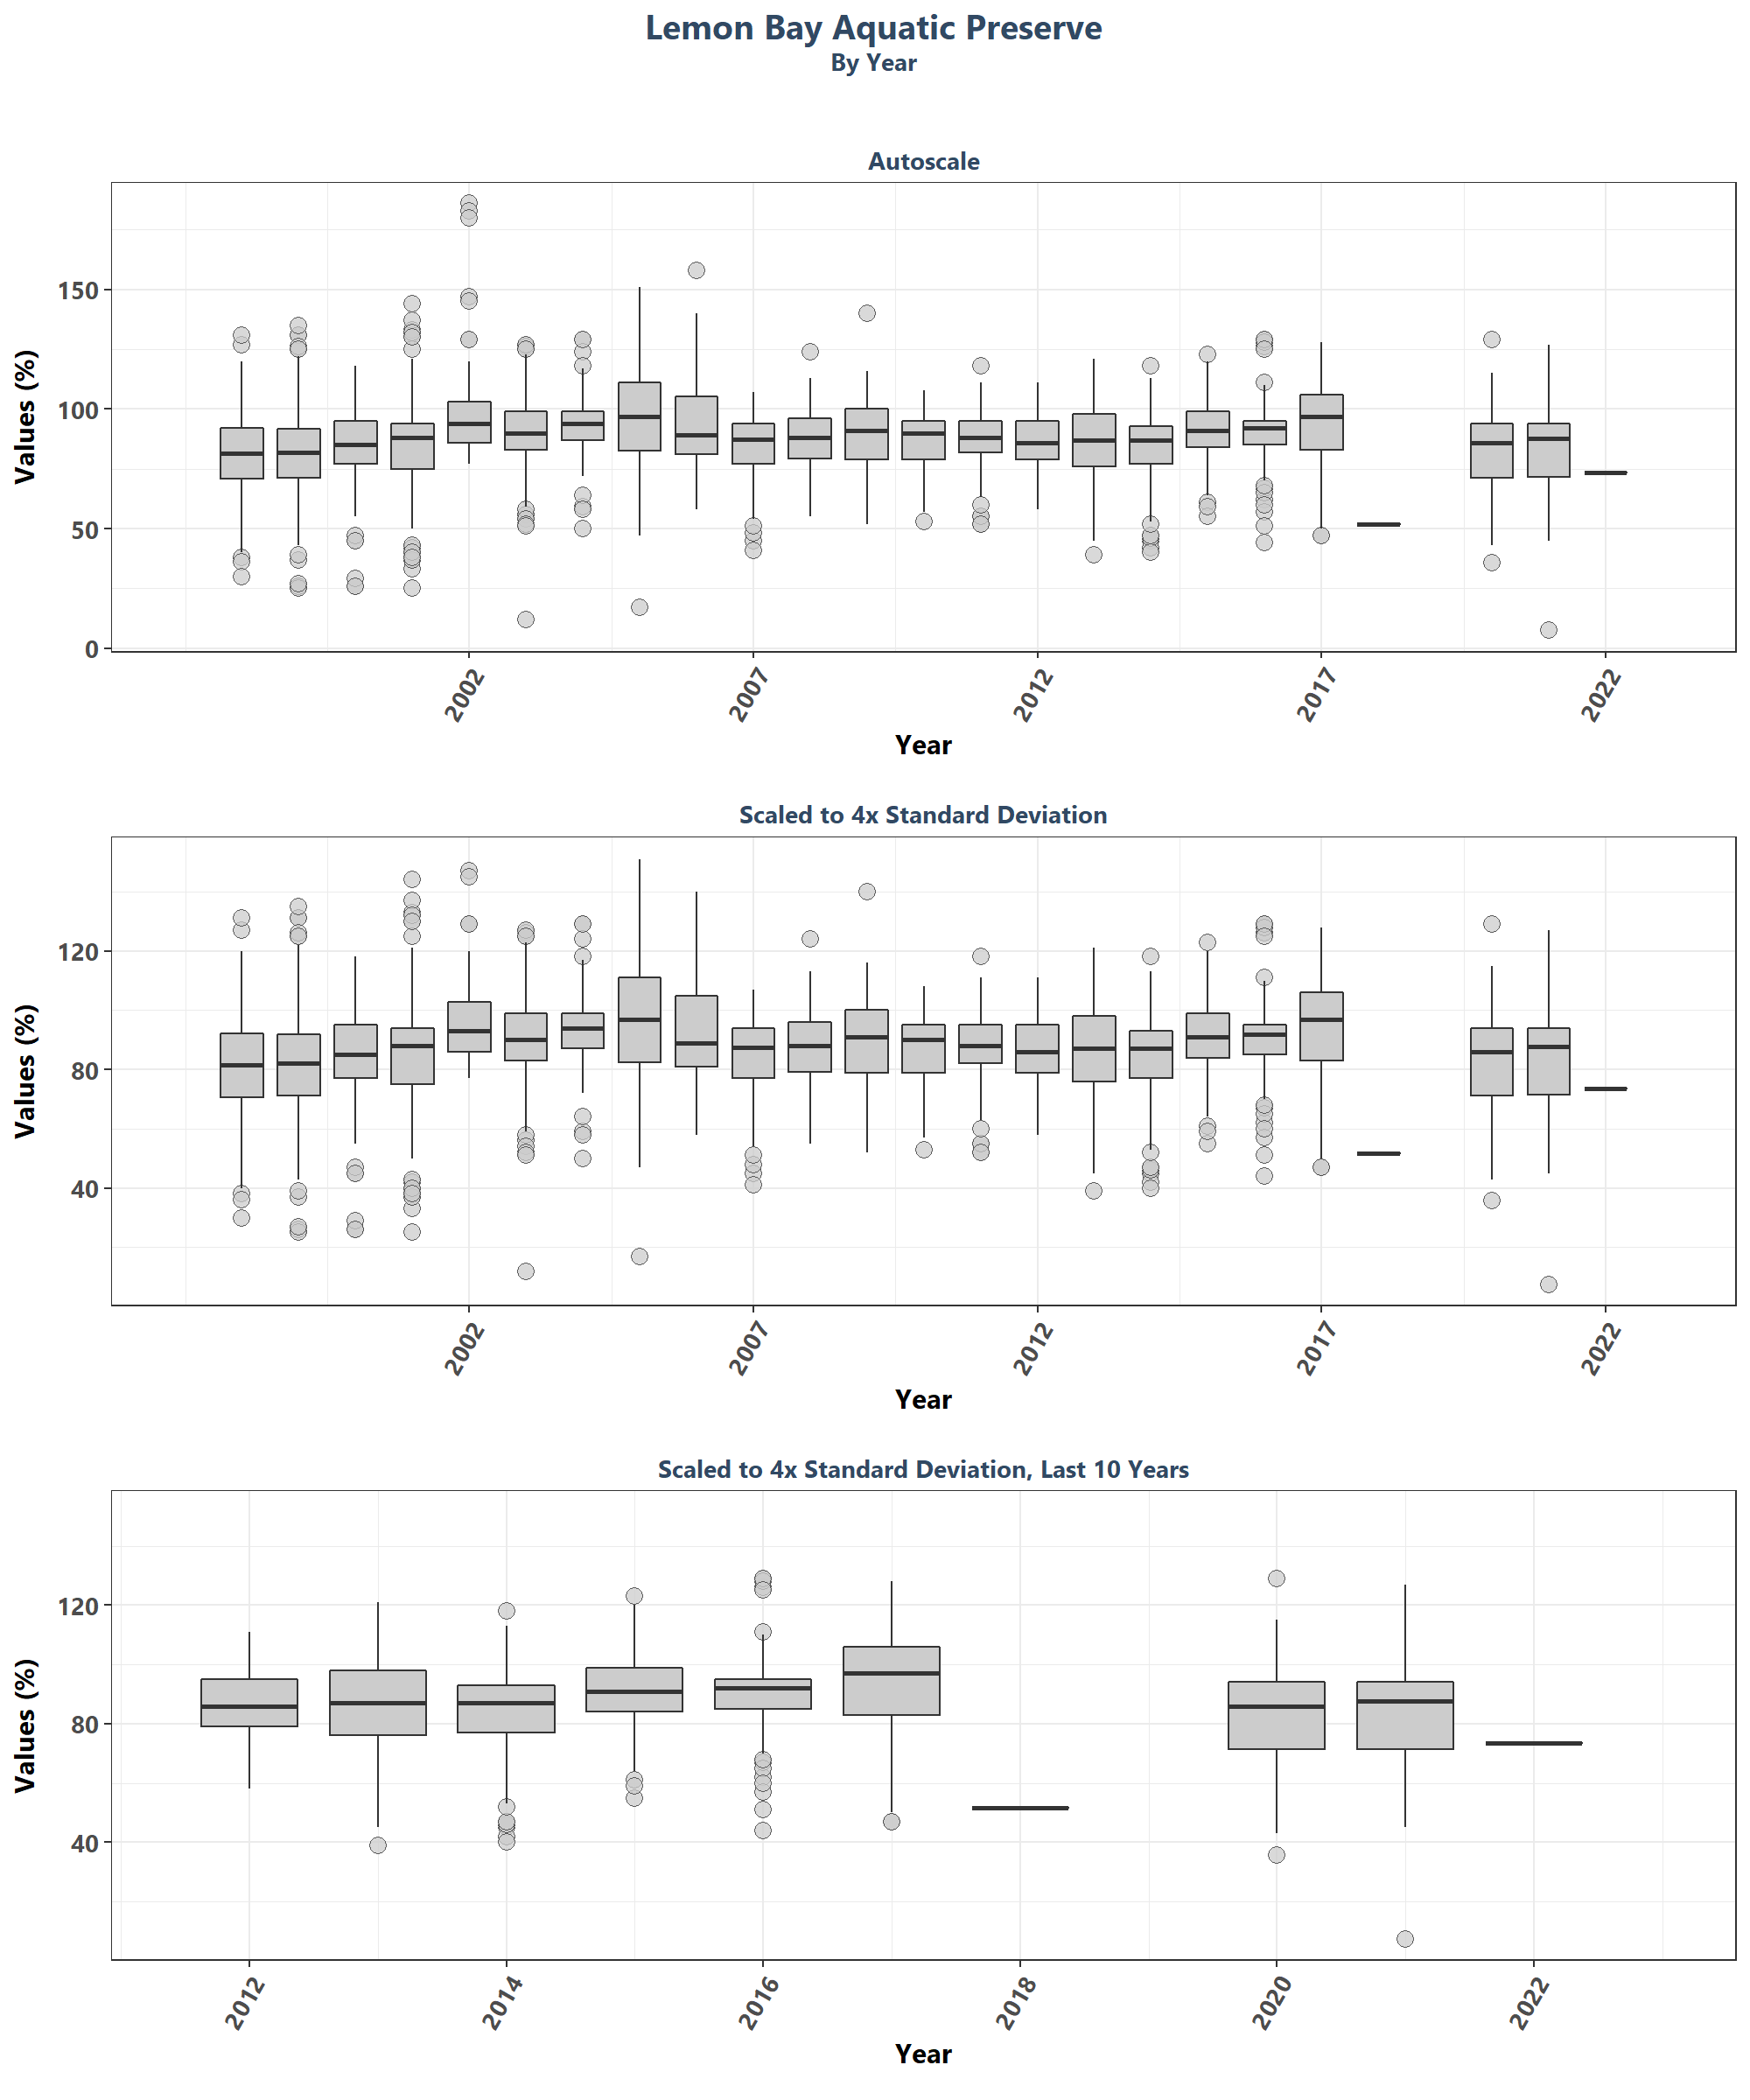 Lemon Bay Aquatic Preserve
By Year
Autoscale
Values (%)
150
100
50
0
2002
2007
2012
2017
2022
Year
Scaled to 4x Standard Deviation
Values (%)
120
80
40
2002
2007
2012
2017
2022
Year
Scaled to 4x Standard Deviation, Last 10 Years
Values (%)
120
80
40
2012
2014
2016
2018
2020
2022
Year